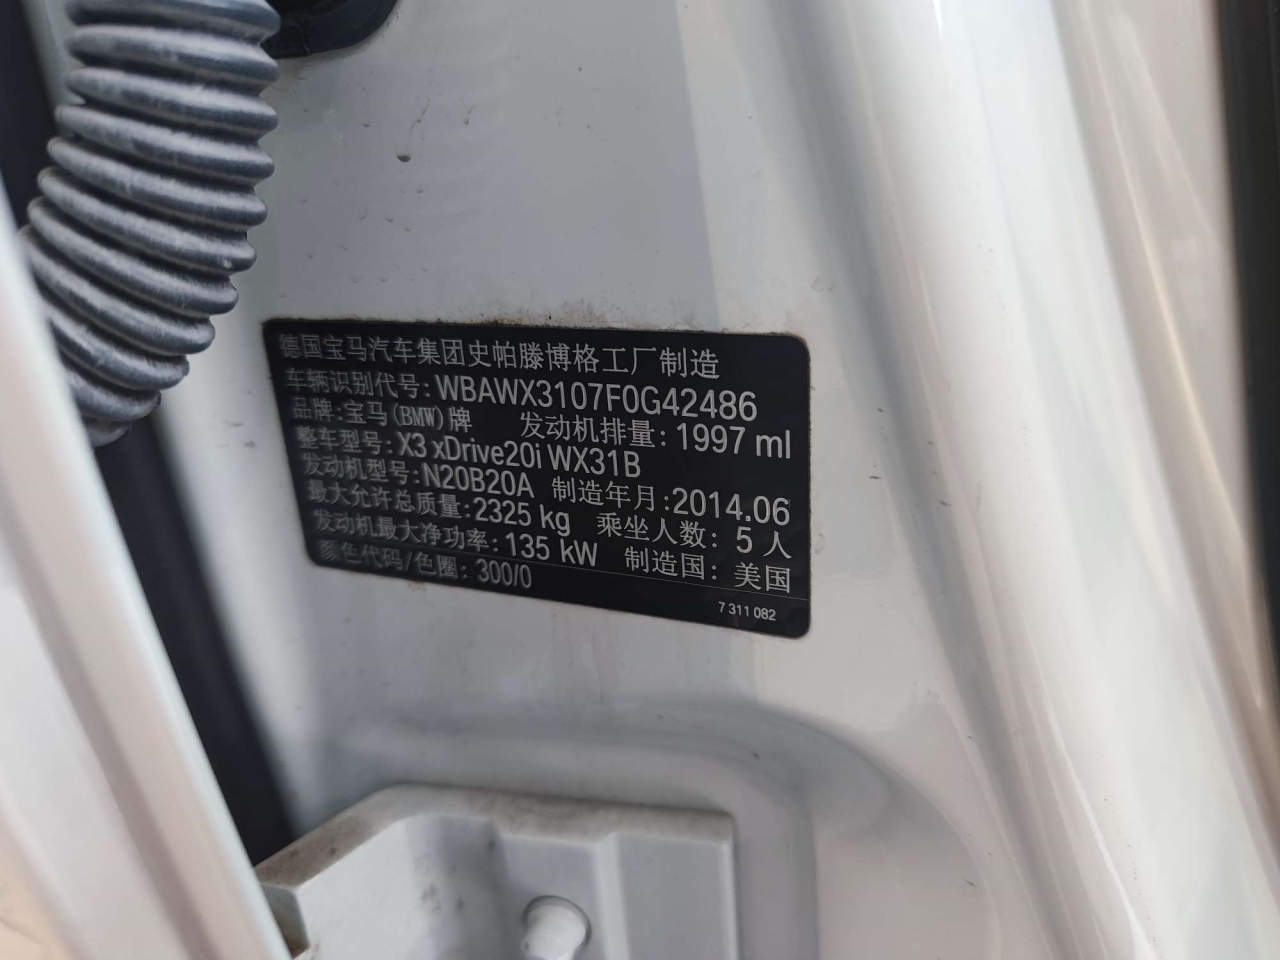 德国宝马汽车集团史帕滕博格工厂制造
车辆识别代号:WBAWX3107F0G42486
品牌:宝马(BMW)牌 发动机排量:1997 ml
整车型号:X3 xDrive20i WX31B
发动机型号:N20B20A 制造年月:2014.06
最大允许总质量:2325 kg 乘坐人数:5人
发动机最大净功率:135 kW 制造国:美国
颜色代码/色圈:300/0
7 311 082